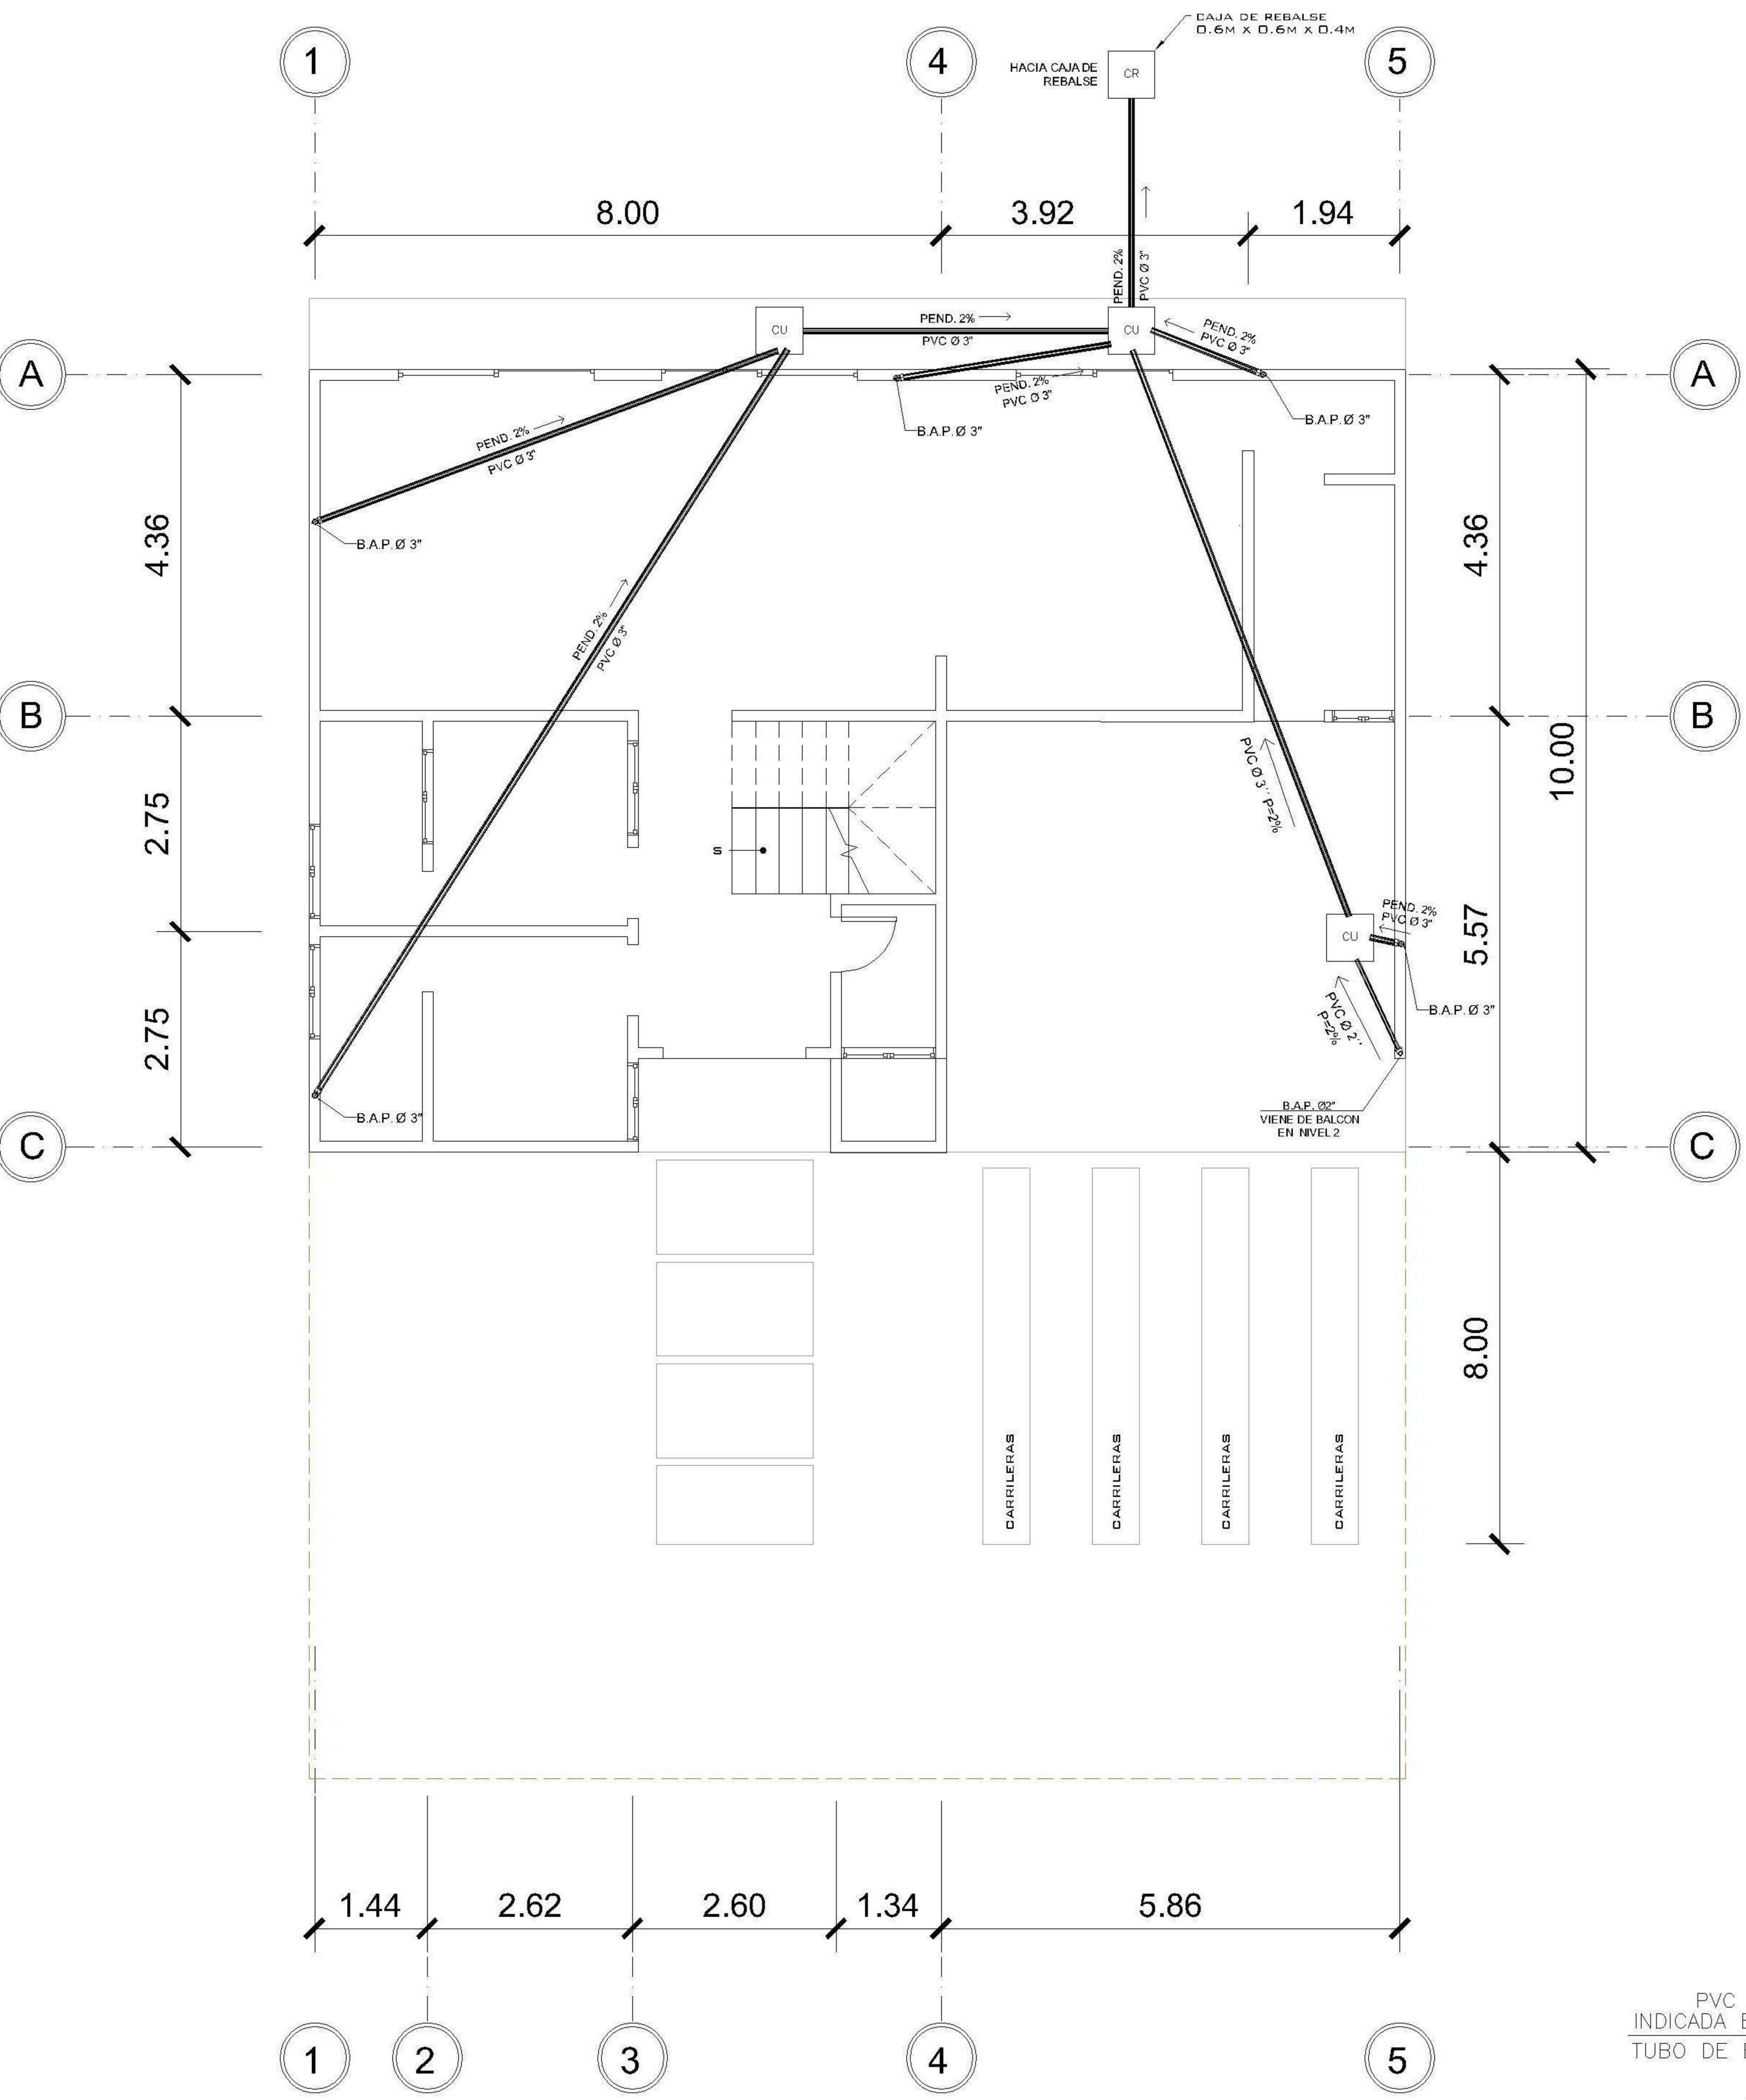 CAJA DE REBALSE
0.6M X 0.6M X 0.4M
1
4
5
HACIA CAJA DE
REBALSE
CR
8.00
3.92
1.94
PEND. 2%
PVC Ø 3"
CU
PEND. 2%
PVC Ø 3"
CU
PEND. 2%
PVC Ø 3"
A
A
PEND. 2%
PVC Ø 3"
B.A.P. Ø 3"
B.A.P. Ø 3"
PEND. 2%
PVC Ø 3"
4.36
B.A.P. Ø 3"
4.36
PEND. 2%
PVC Ø 3"
B
B
10.00
PVC Ø 3'' P=2%
2.75
S
PEND. 2%
PVC Ø 3"
CU
5.57
B.A.P. Ø 3"
PVC Ø 2''
P=2%
2.75
B.A.P. Ø 3"
B.A.P. Ø2"
VIENE DE BALCON
EN NIVEL 2
C
C
8.00
CARRILERAS
CARRILERAS
CARRILERAS
CARRILERAS
1.44
2.62
2.60
1.34
5.86
PVC
INDICADA
TUBO DE
1
2
3
4
5